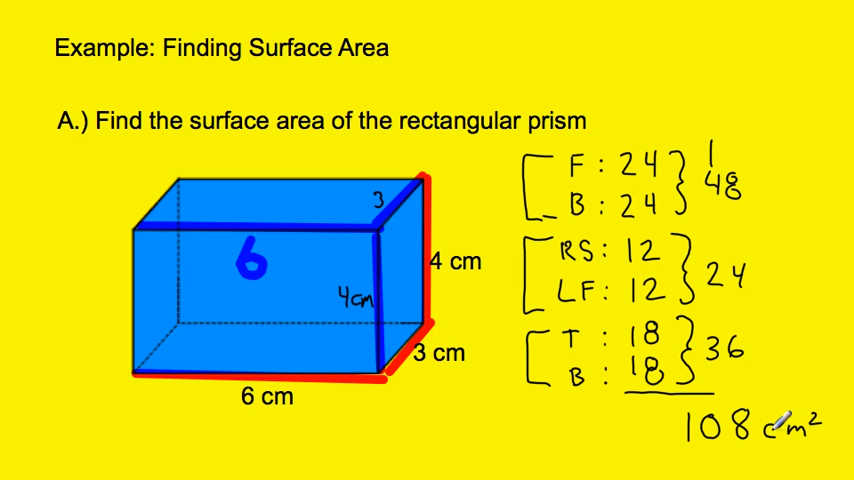 Example: Finding Surface Area
A.) Find the surface area of the rectangular prism
3
6
4 cm
4cm
3 cm
6 cm
F : 24
B : 24
1
48
RS: 12
LF: 12
24
T : 18
B : 18
36
108 cm²